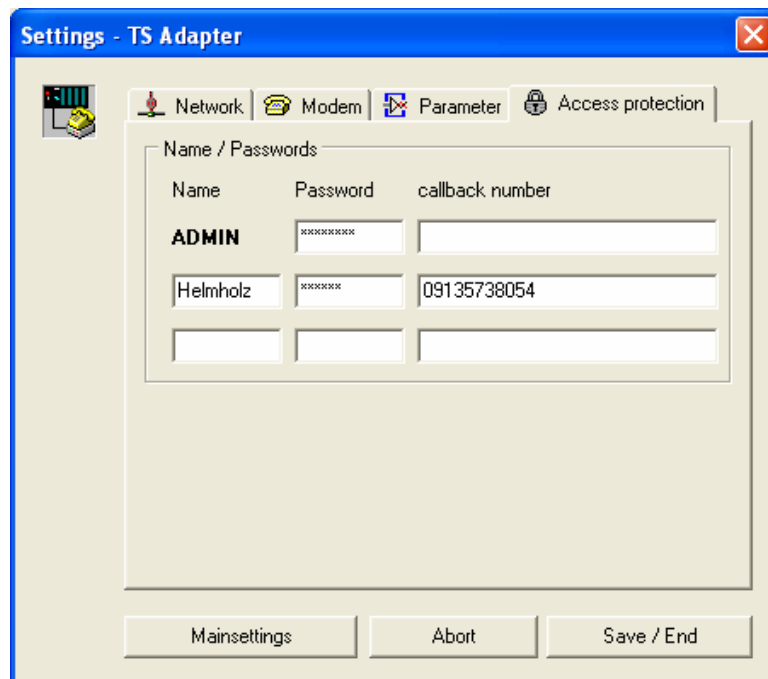 Settings - TS Adapter
Network Modem Parameter Access protection
Name / Passwords
Name Password callback number
ADMIN ********
Helmholz ****** 09135738054
Mainsettings Abort Save / End